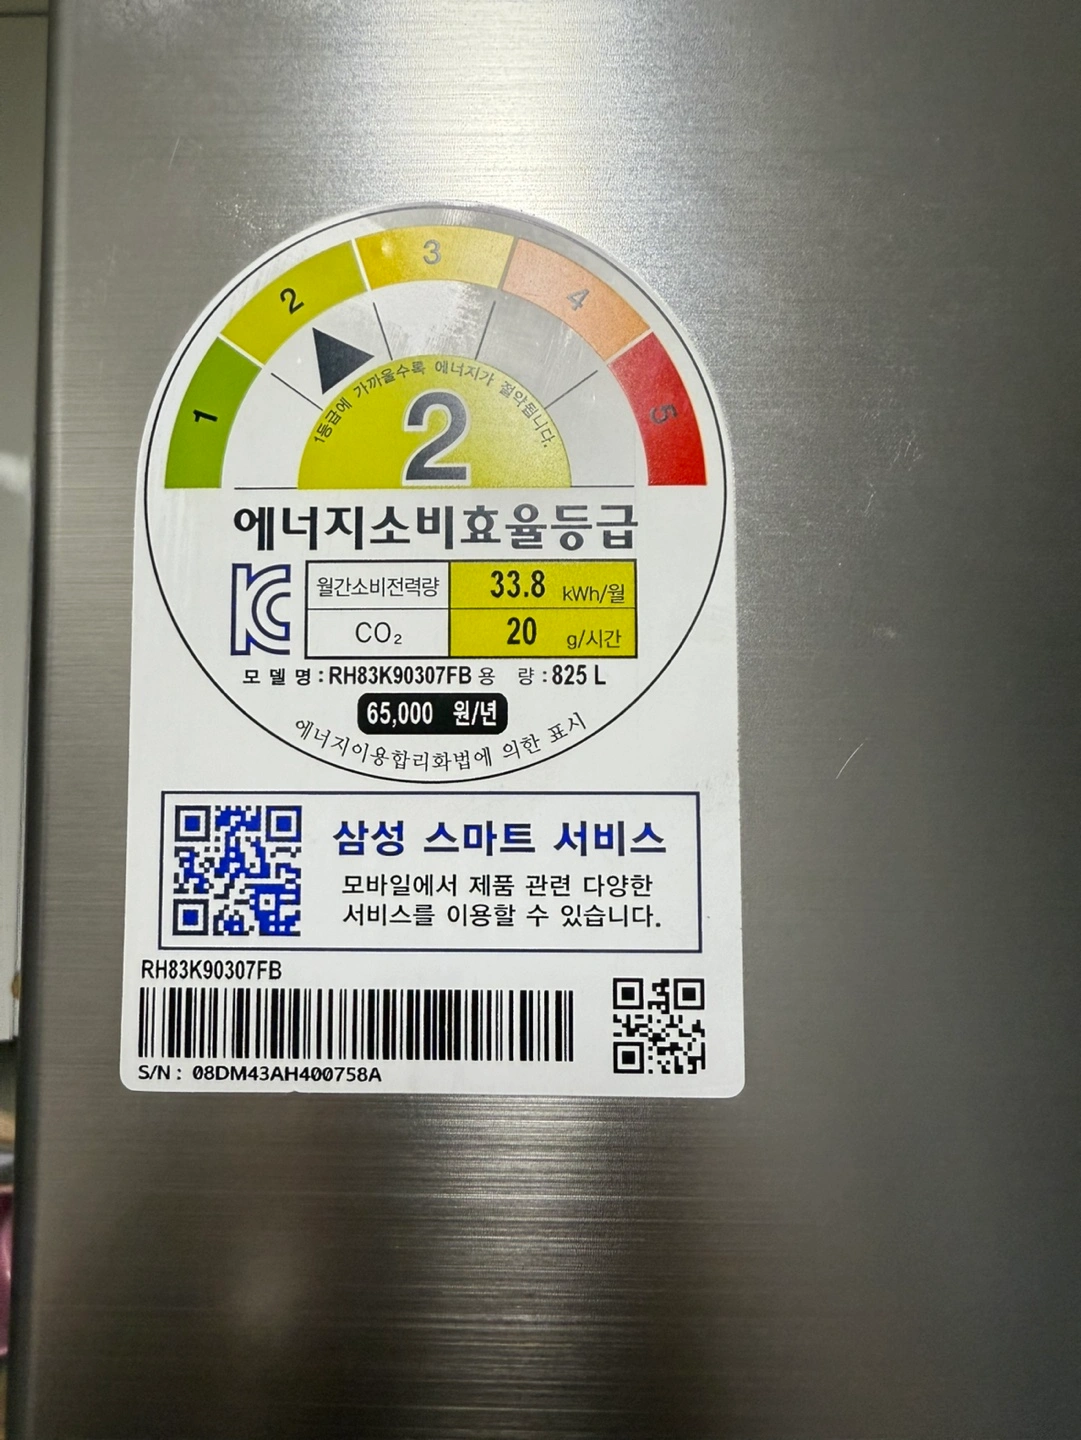 1 2 3 4 5
1등급에 가까울수록 에너지가 절약됩니다.
2
에너지소비효율등급
월간소비전력량 33.8 kWh/월
CO₂ 20 g/시간
모 델 명 : RH83K90307FB 용 량 : 825 L
65,000 원/년
에너지이용합리화법에 의한 표시
삼성 스마트 서비스
모바일에서 제품 관련 다양한
서비스를 이용할 수 있습니다.
RH83K90307FB
S/N : 08DM43AH400758A